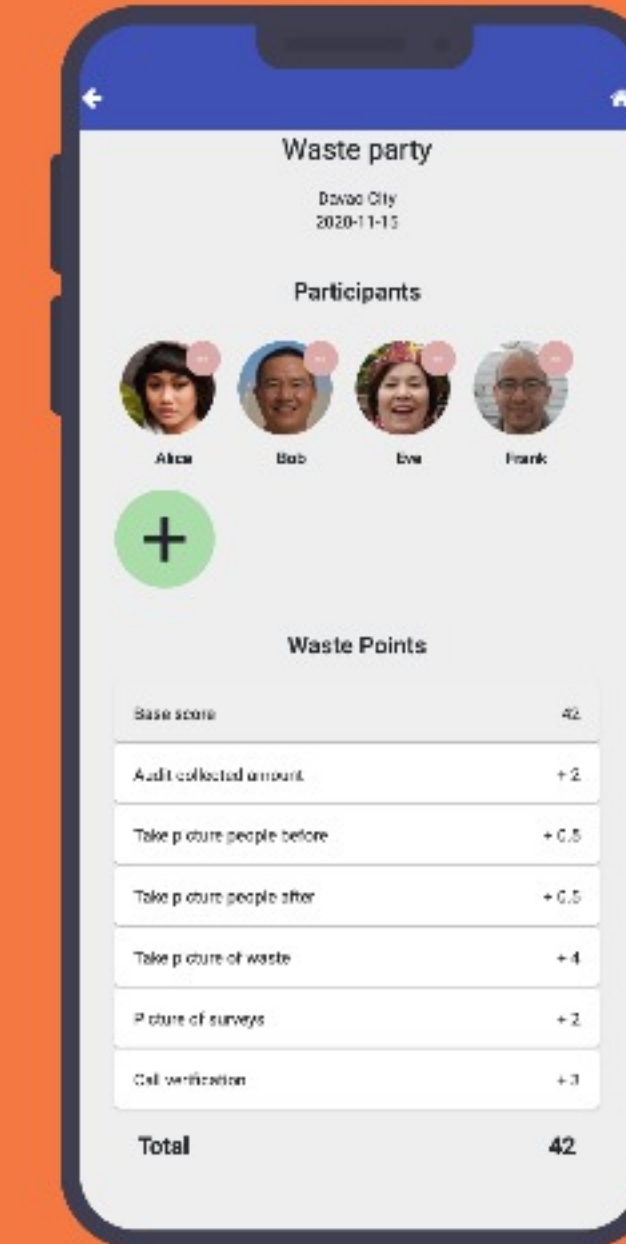 Waste party
Davao City
2020-11-15
Participants
Alice
Bob
Eve
Frank
+
Waste Points
Base score 42
Audit collected amount + 2
Take picture people before + 0.5
Take picture people after + 0.5
Take picture of waste + 4
Picture of surveys + 2
Call verification + 3
Total 42